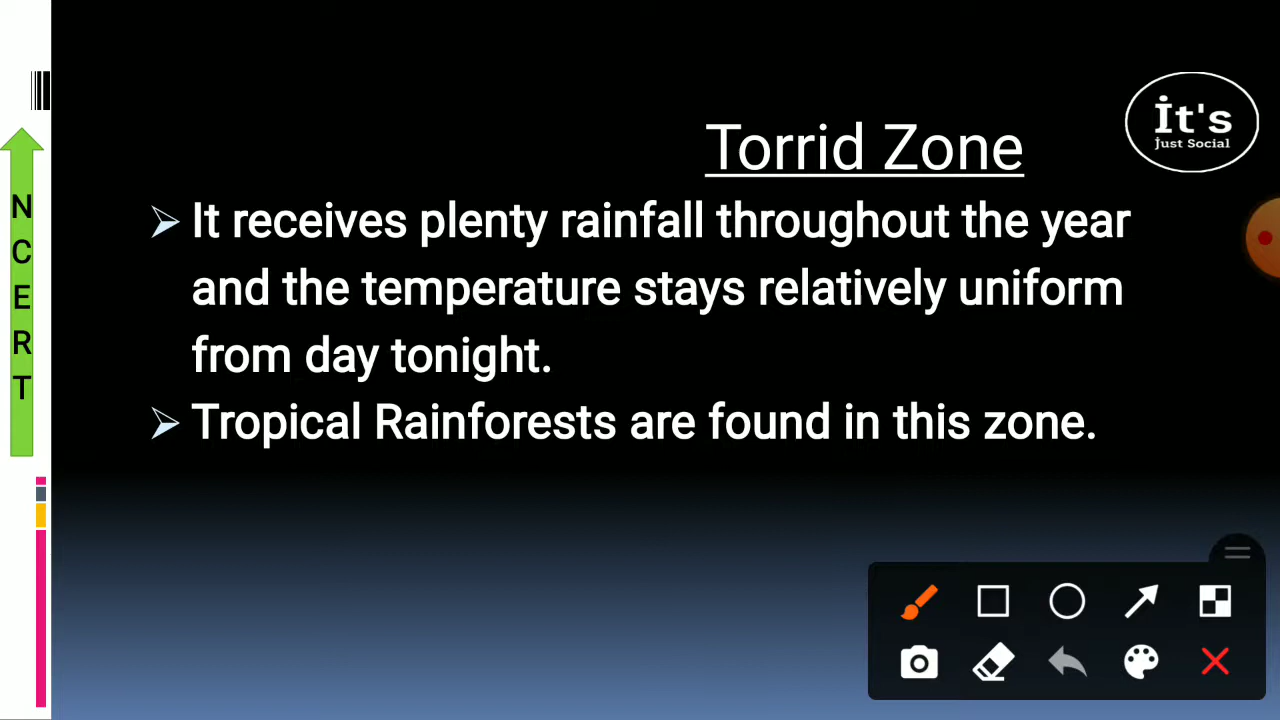 Torrid Zone
İt's
just Social
It receives plenty rainfall throughout the year
and the temperature stays relatively uniform
from day tonight.
Tropical Rainforests are found in this zone.
N
C
E
R
T